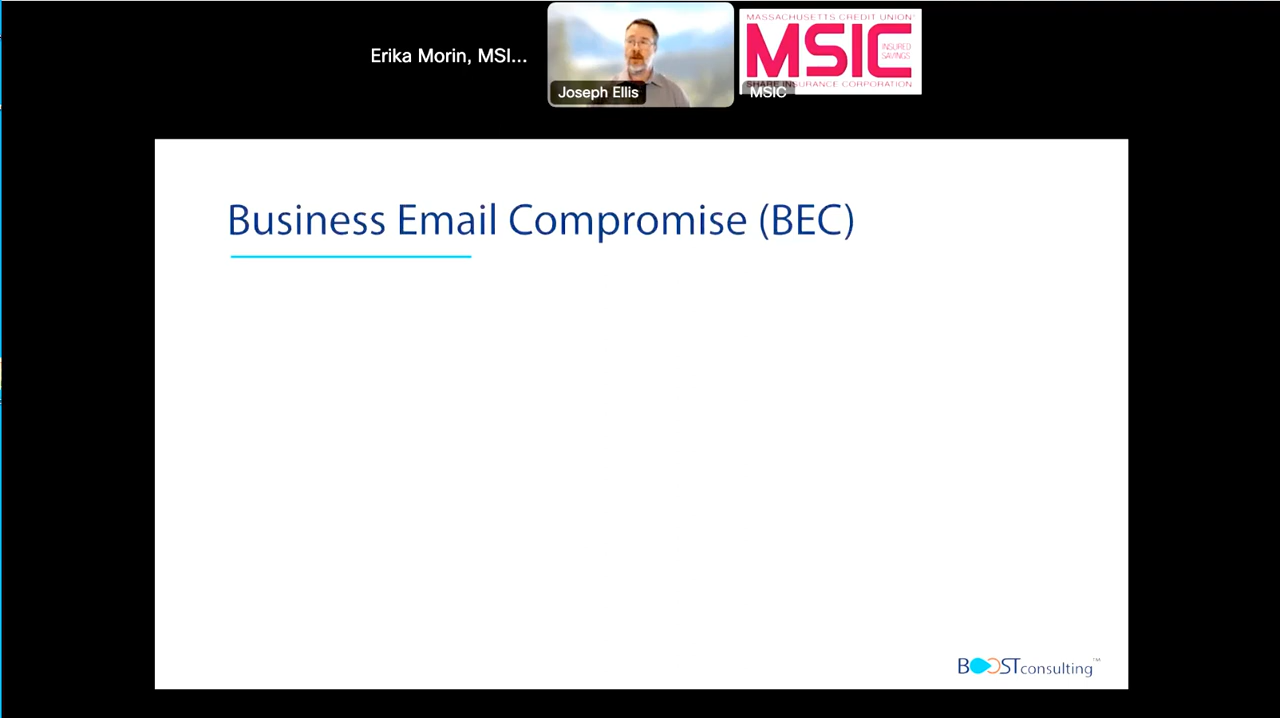 Erika Morin, MSI...
Joseph Ellis
MASSACHUSETTS CREDIT UNION
MSIC
INSURED
SAVINGS
SHARE INSURANCE CORPORATION
MSIC
Business Email Compromise (BEC)
BOOSTconsulting™